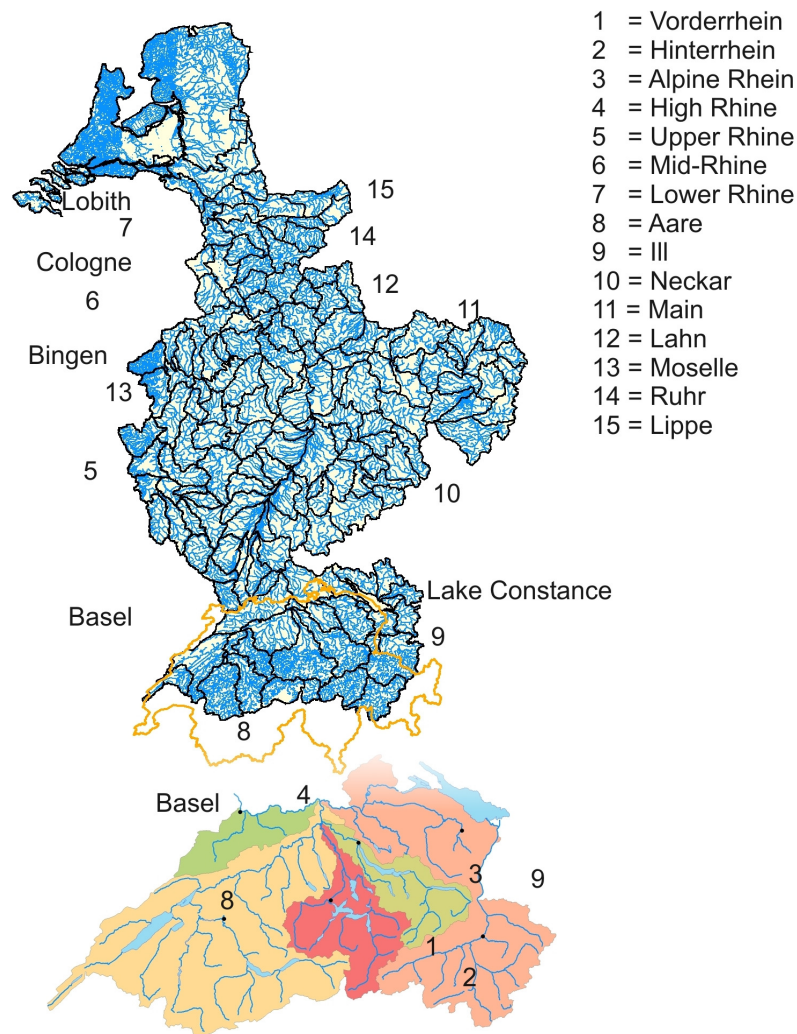 1 = Vorderrhein
2 = Hinterrhein
3 = Alpine Rhein
4 = High Rhine
5 = Upper Rhine
6 = Mid-Rhine
7 = Lower Rhine
8 = Aare
9 = Ill
10 = Neckar
11 = Main
12 = Lahn
13 = Moselle
14 = Ruhr
15 = Lippe
15
Lobith
7
14
Cologne
12
6
11
Bingen
13
5
10
Lake Constance
Basel
9
8
Basel
4
3
9
8
1
2